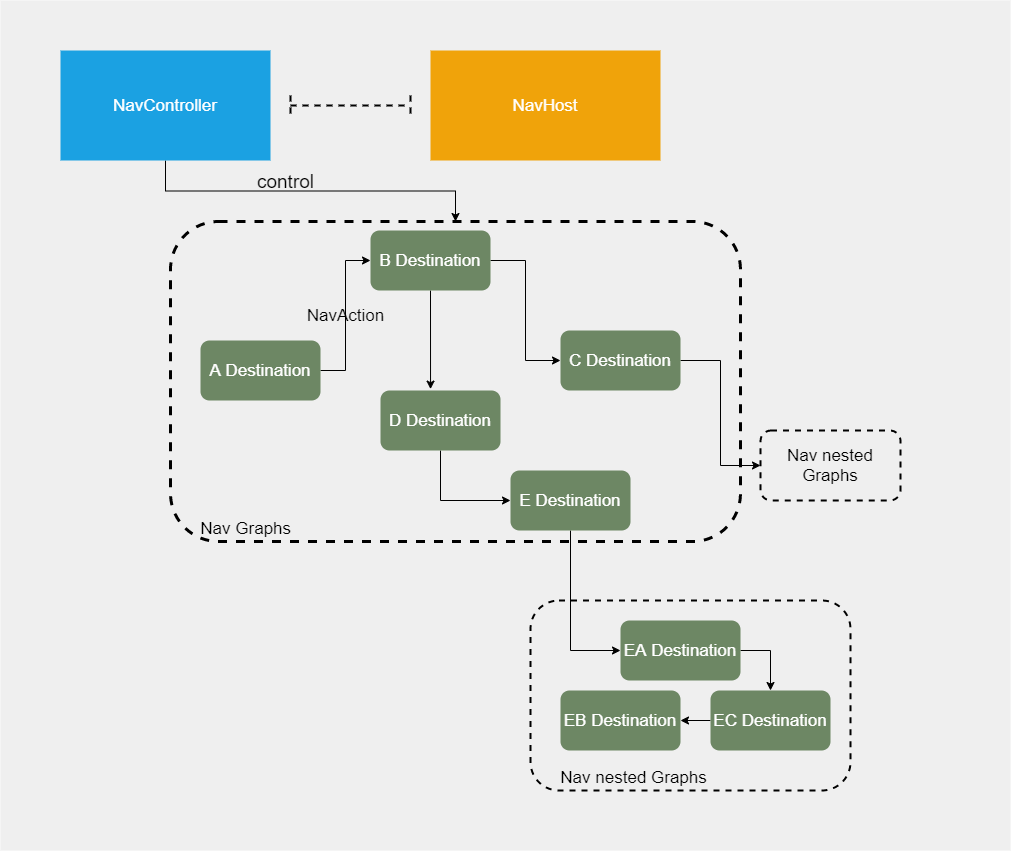 NavController
NavHost
control
B Destination
NavAction
A Destination
C Destination
D Destination
Nav nested
Graphs
E Destination
Nav Graphs
EA Destination
EB Destination
EC Destination
Nav nested Graphs